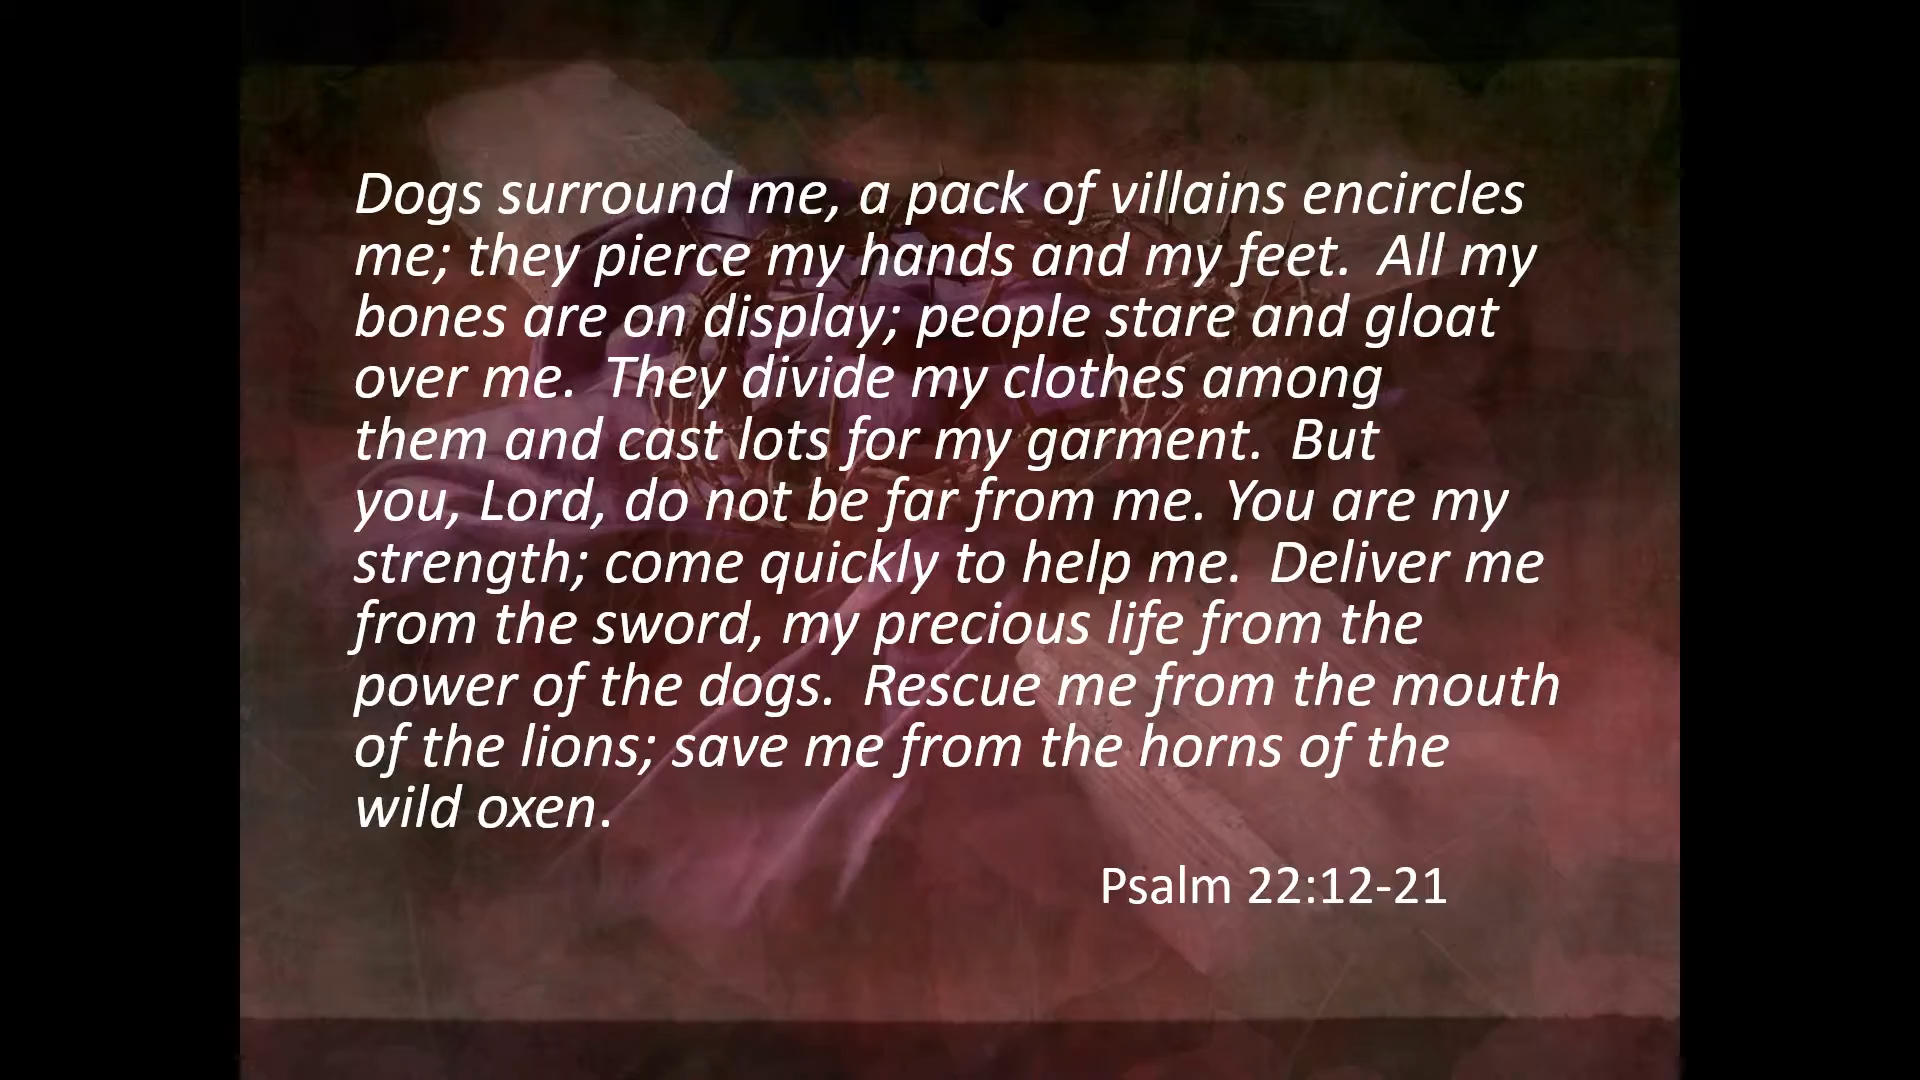 Dogs surround me, a pack of villains encircles
me; they pierce my hands and my feet.  All my
bones are on display; people stare and gloat
over me.  They divide my clothes among
them and cast lots for my garment.  But
you, Lord, do not be far from me. You are my
strength; come quickly to help me.  Deliver me
from the sword, my precious life from the
power of the dogs.  Rescue me from the mouth
of the lions; save me from the horns of the
wild oxen.
Psalm 22:12-21